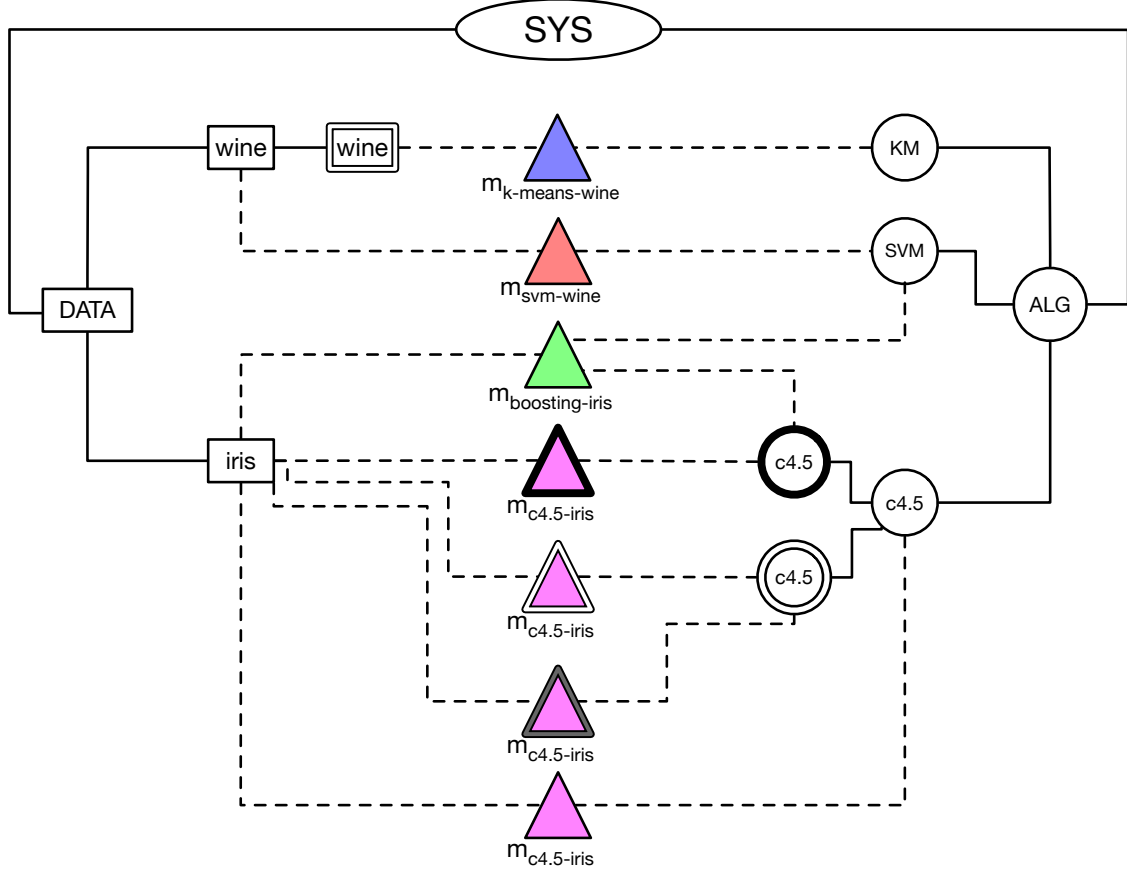 SYS
wine
wine
KM
m k-means-wine
SVM
m svm-wine
DATA
ALG
m boosting-iris
iris
c4.5
m c4.5-iris
c4.5
c4.5
m c4.5-iris
m c4.5-iris
m c4.5-iris